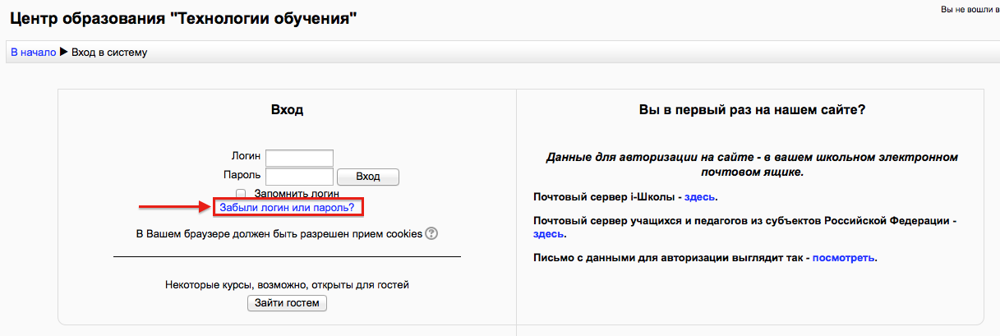 Центр образования "Технологии обучения"
Вы не вошли в
В начало ► Вход в систему
Вход
Логин
Пароль
Вход
Запомнить логин
Забыли логин или пароль?
В Вашем браузере должен быть разрешен прием cookies ?
Некоторые курсы, возможно, открыты для гостей
Зайти гостем
Вы в первый раз на нашем сайте?
Данные для авторизации на сайте - в вашем школьном электронном
почтовом ящике.
Почтовый сервер i-Школы - здесь.
Почтовый сервер учащихся и педагогов из субъектов Российской Федерации -
здесь.
Письмо с данными для авторизации выглядит так - посмотреть.